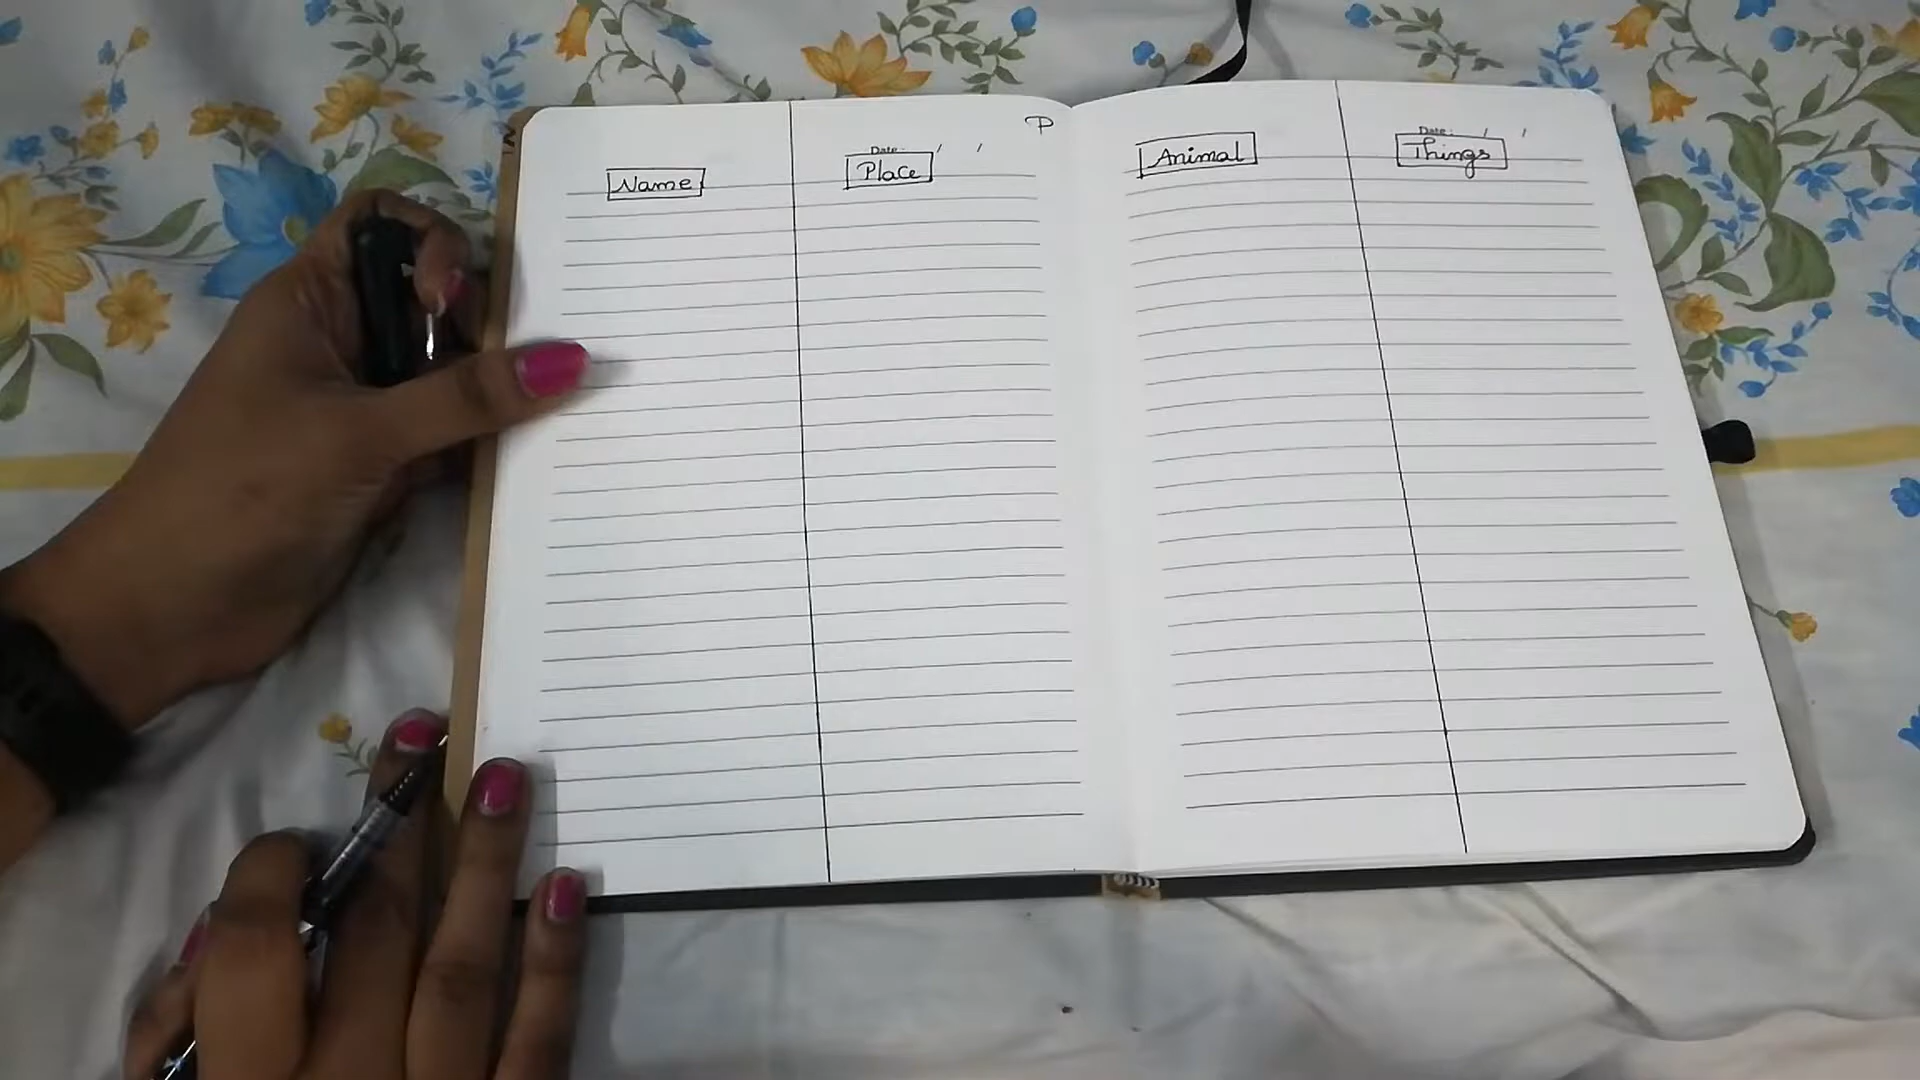 P
Date: / /
Name
Place
Date: / /
Animal
Things